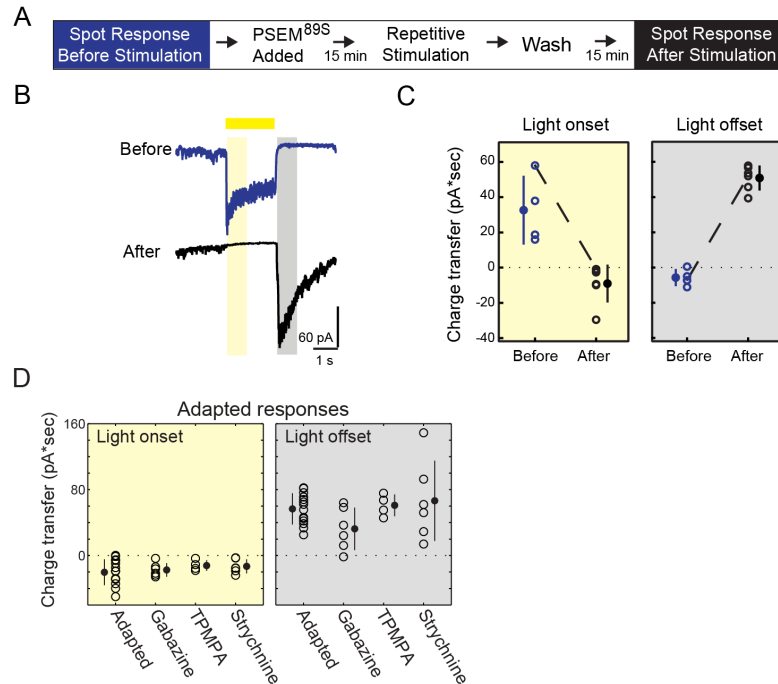 A
Spot Response
Before Stimulation
PSEM89S
Added
15 min
Repetitive
Stimulation
Wash
15 min
Spot Response
After Stimulation
B
Before
After
60 pA
1 s
C
Light onset
Light offset
Charge transfer (pA*sec)
60
40
20
0
-20
-40
Before
After
Before
After
D
Adapted responses
Charge transfer (pA*sec)
160
80
0
Light onset
Light offset
Adapted
Gabazine
TPMPA
Strychnine
Adapted
Gabazine
TPMPA
Strychnine